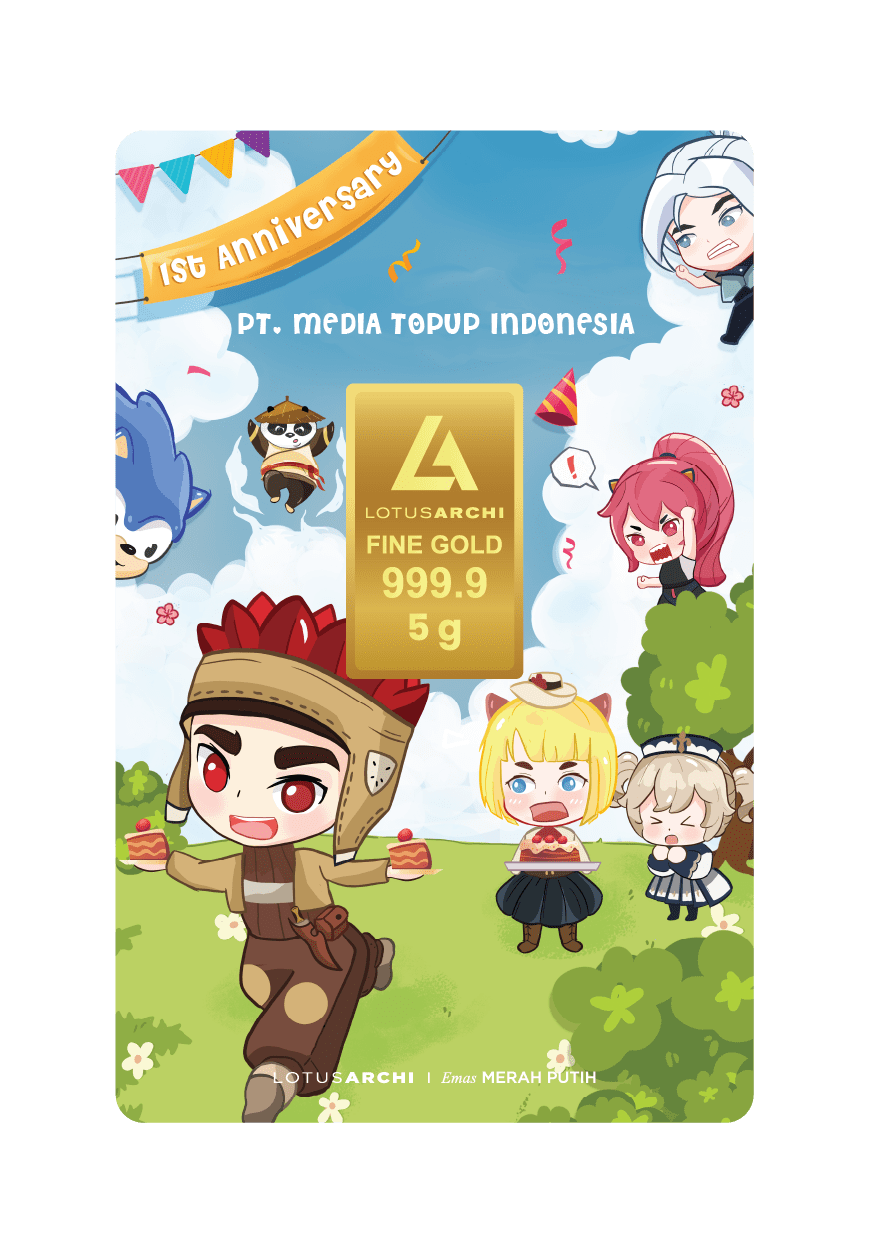 1st Anniversary
PT. MEDIA TOPUP INDONESIA
!
LOTUSARCHI
FINE GOLD
999.9
5 g
LOTUSARCHI | Emas MERAH PUTIH